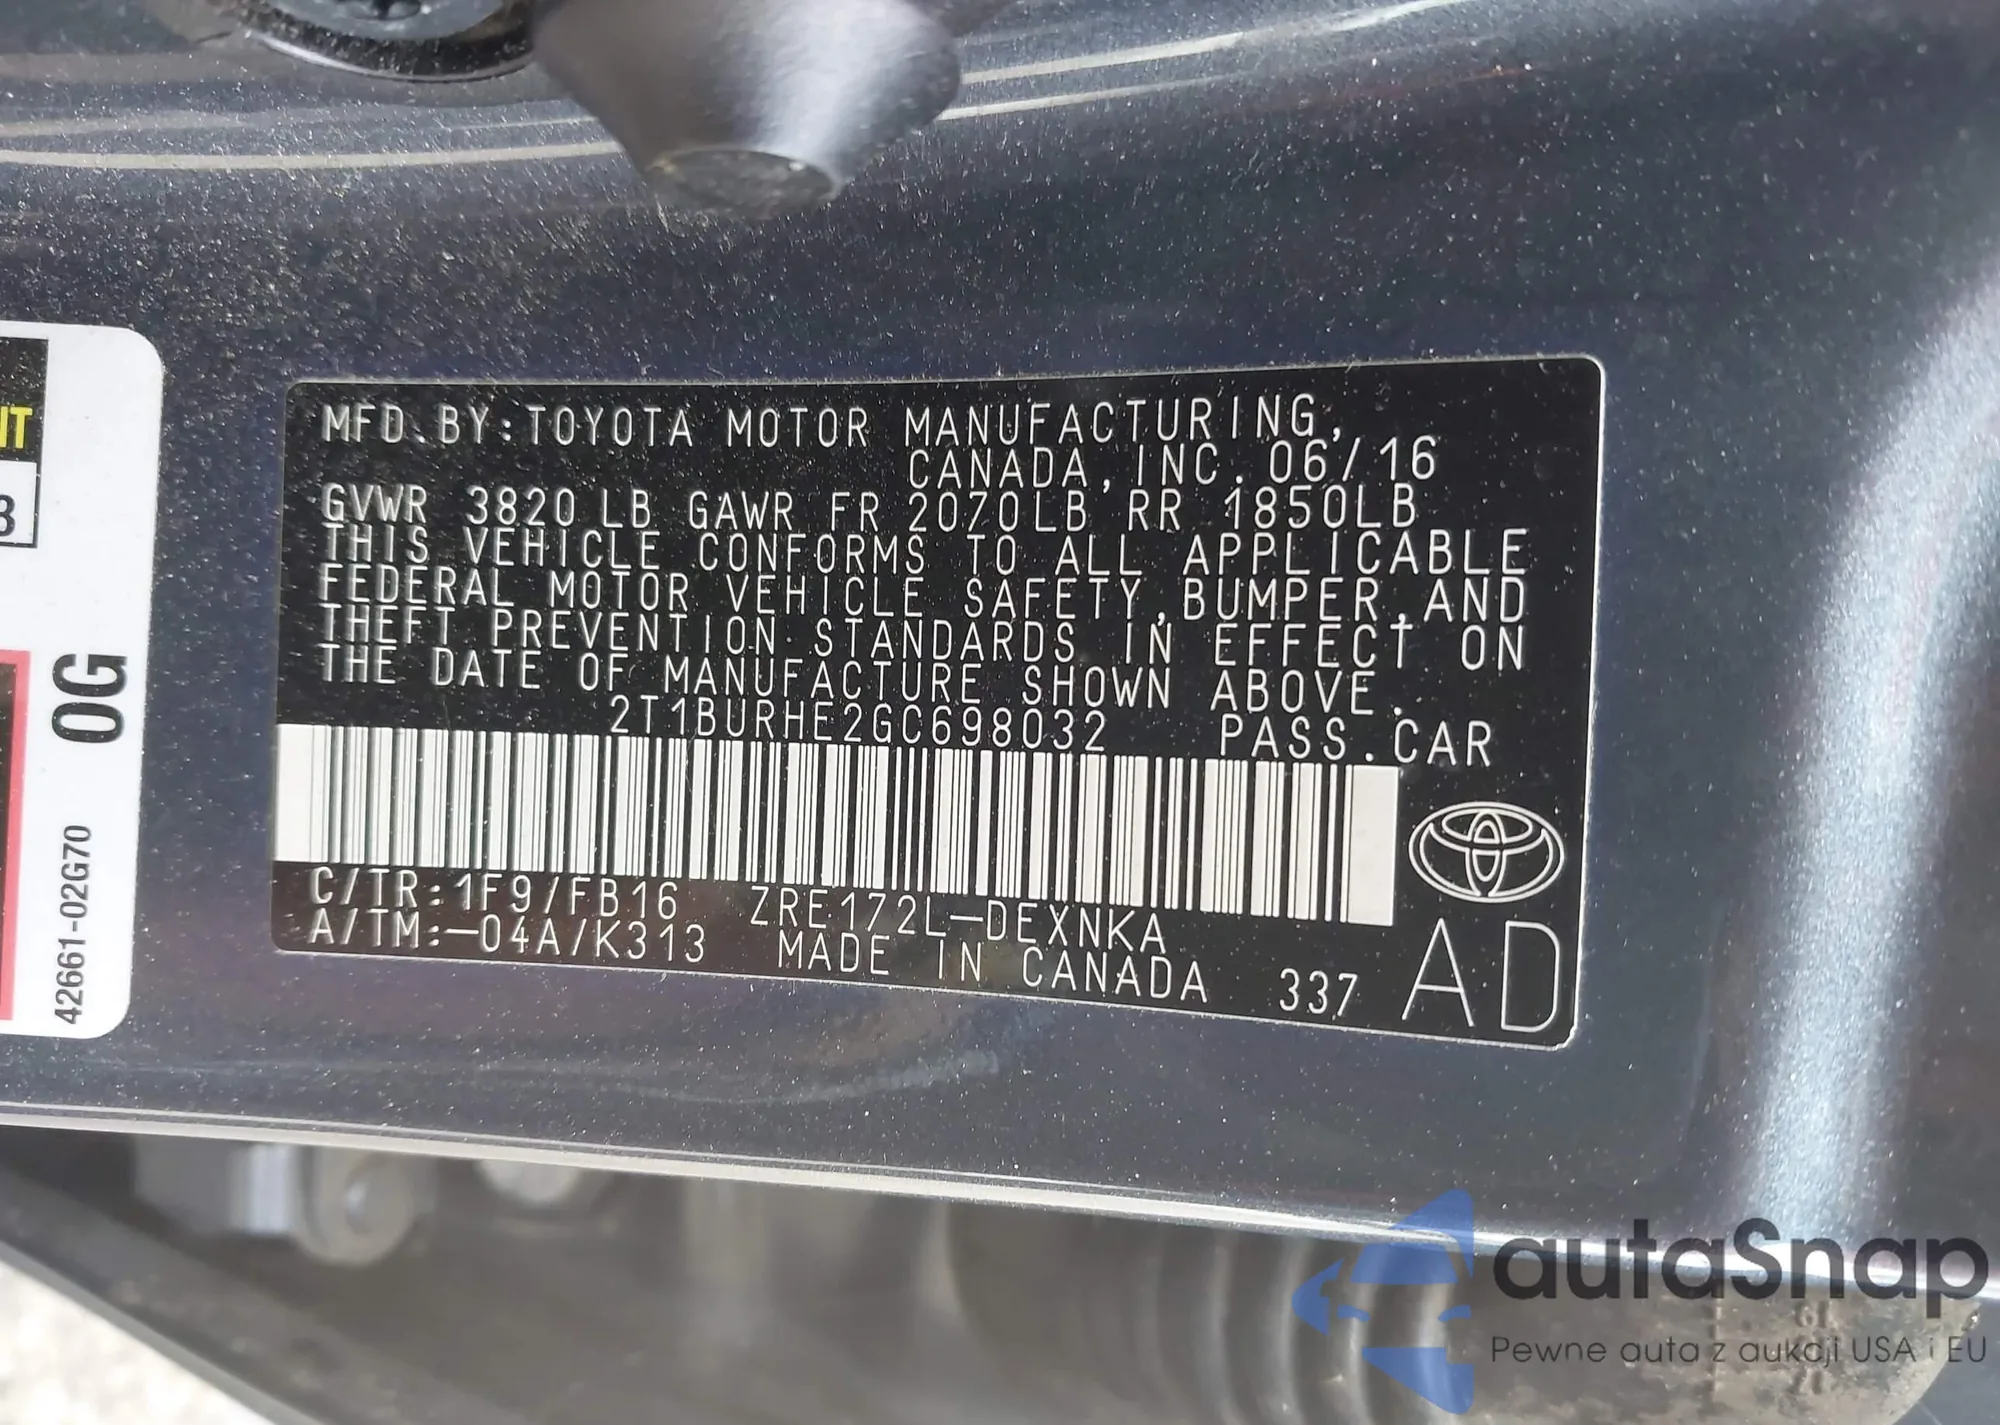 MFD.BY:TOYOTA MOTOR MANUFACTURING,
CANADA,INC.06/16
GVWR 3820LB GAWR FR 2070LB RR 1850LB
THIS VEHICLE CONFORMS TO ALL APPLICABLE
FEDERAL MOTOR VEHICLE SAFETY,BUMPER,AND
THEFT PREVENTION STANDARDS IN EFFECT ON
THE DATE OF MANUFACTURE SHOWN ABOVE.
2T1BURHE2GC698032 PASS.CAR
C/TR:1F9/FB16 ZRE172L-DEXNKA
A/TM:-04A/K313 MADE IN CANADA 337 AD
0G
42661-02G70
autaSnap
Pewne auta z aukcji USA i EU